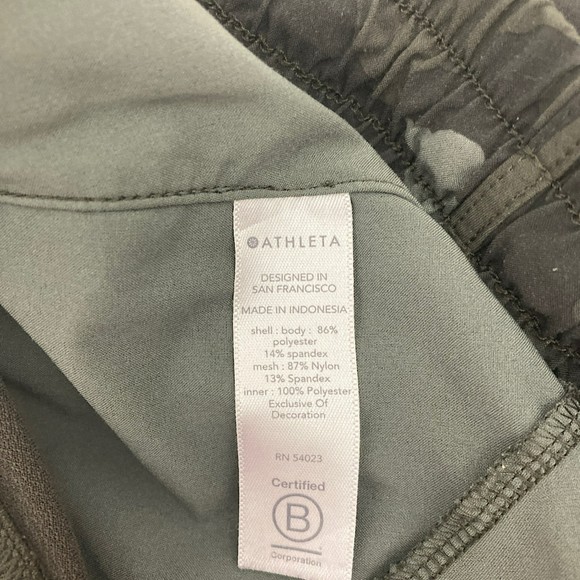 ATHLETA
DESIGNED IN
SAN FRANCISCO
MADE IN INDONESIA
shell : body : 86%
polyester
14% spandex
mesh : 87% Nylon
13% Spandex
inner : 100% Polyester
Exclusive Of
Decoration
RN 54023
Certified
B
Corporation